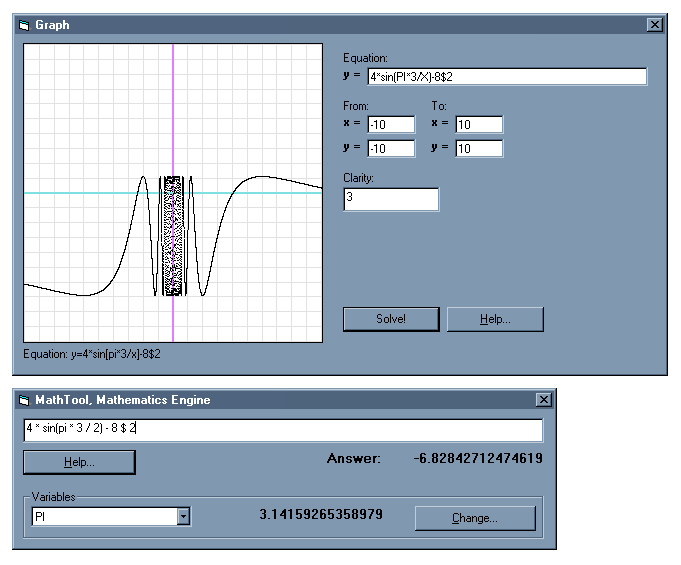 Graph
Equation:
y = 4*sin(PI*3/X)-8$2
From: To:
x = -10 x = 10
y = -10 y = 10
Clarity:
3
Solve! Help...
Equation: y=4*sin[pi*3/x]-8$2
MathTool, Mathematics Engine
4 * sin(pi * 3 / 2) - 8 $ 2
Help... Answer: -6.82842712474619
Variables
PI 3.14159265358979 Change...